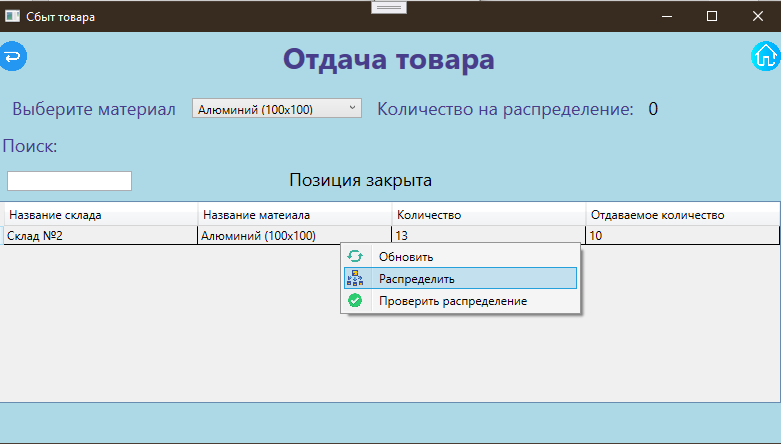 Сбыт товара
Отдача товара
Выберите материал Алюминий (100x100) Количество на распределение: 0
Поиск:
Позиция закрыта
Название склада Название матеиала Количество Отдаваемое количество
Склад №2 Алюминий (100x100) 13 10
Обновить
Распределить
Проверить распределение